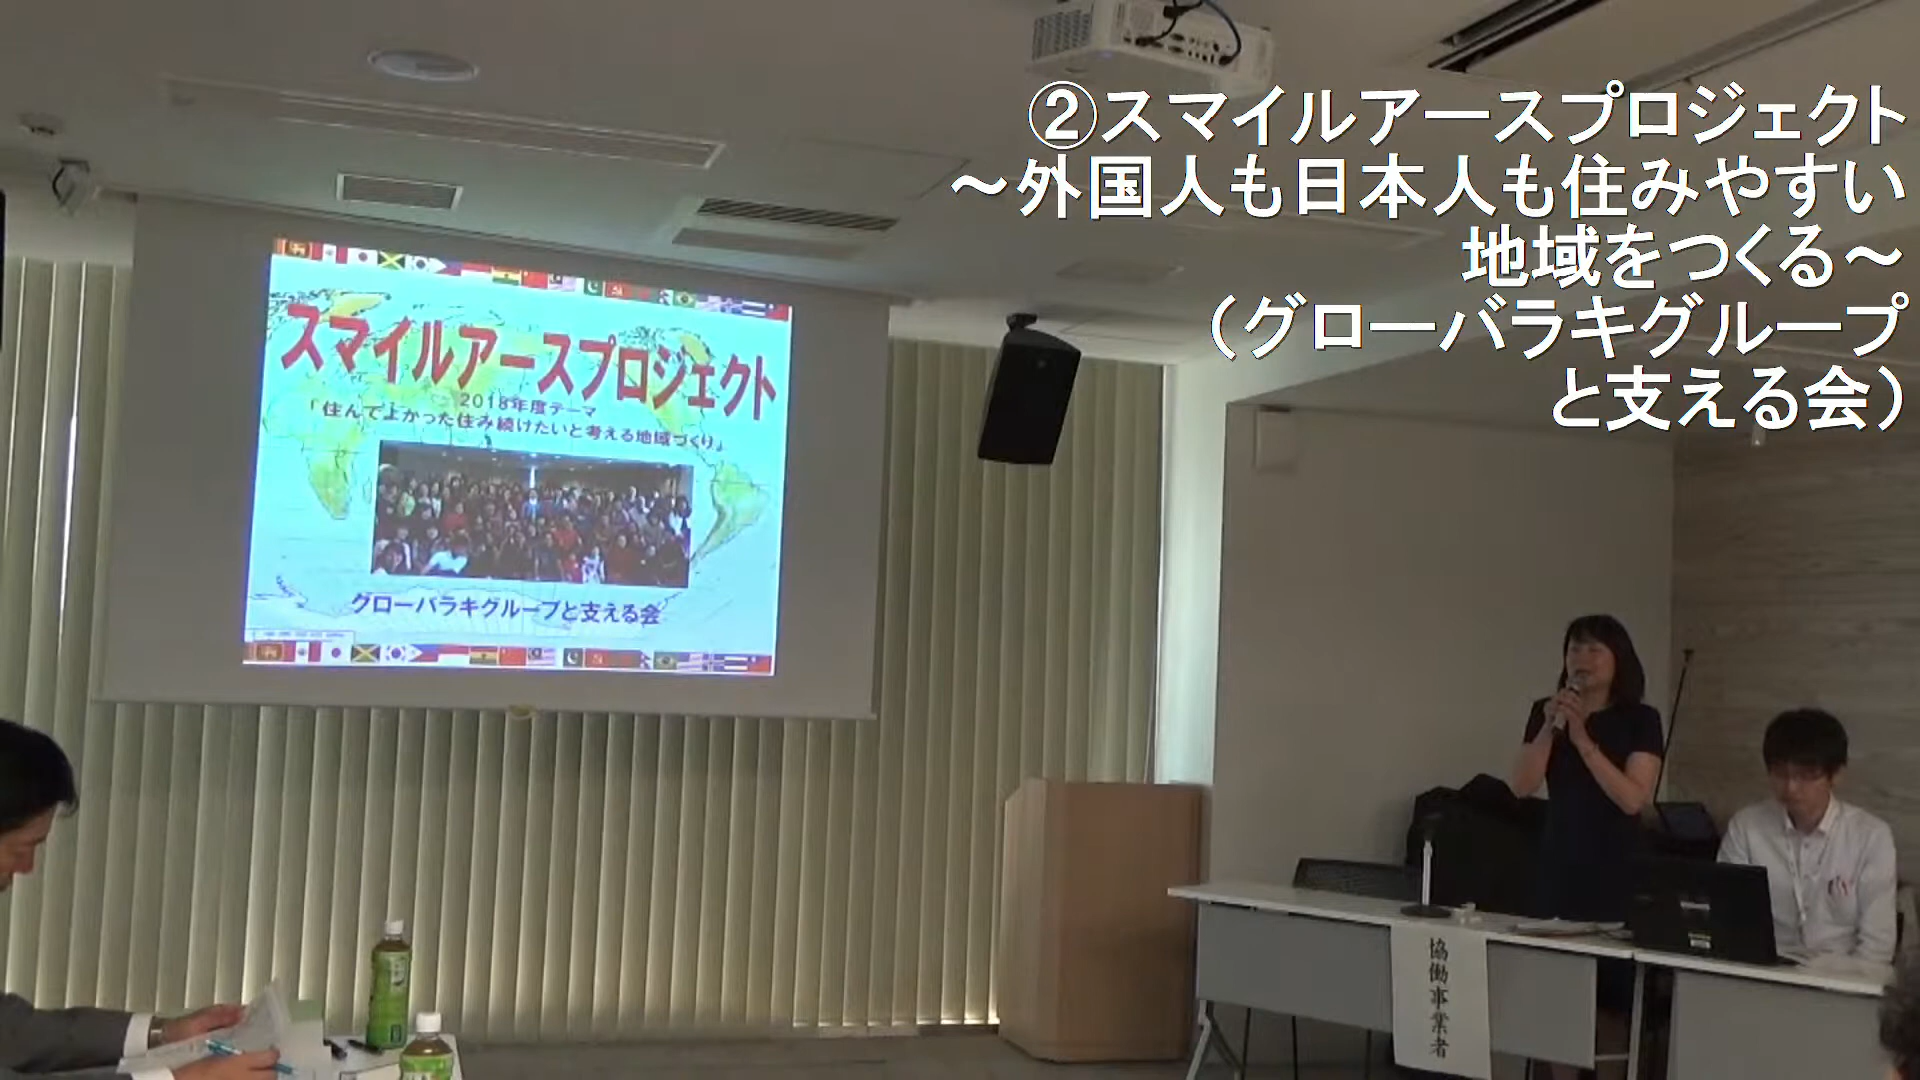 ②スマイルアースプロジェクト
～外国人も日本人も住みやすい
地域をつくる～
（グローバラキグループ
と支える会）
スマイルアースプロジェクト
2018年度テーマ
「住んでよかった住み続けたいと考える地域づくり」
グローバラキグループと支える会
協働事業者